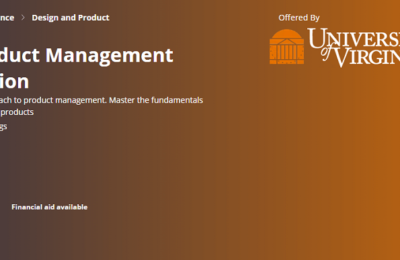 nce > Design and Product
Offered By
duct Management
UNIVERSI
of VIRGIN
ion
ach to product management. Master the fundamentals
products
gs
Financial aid available